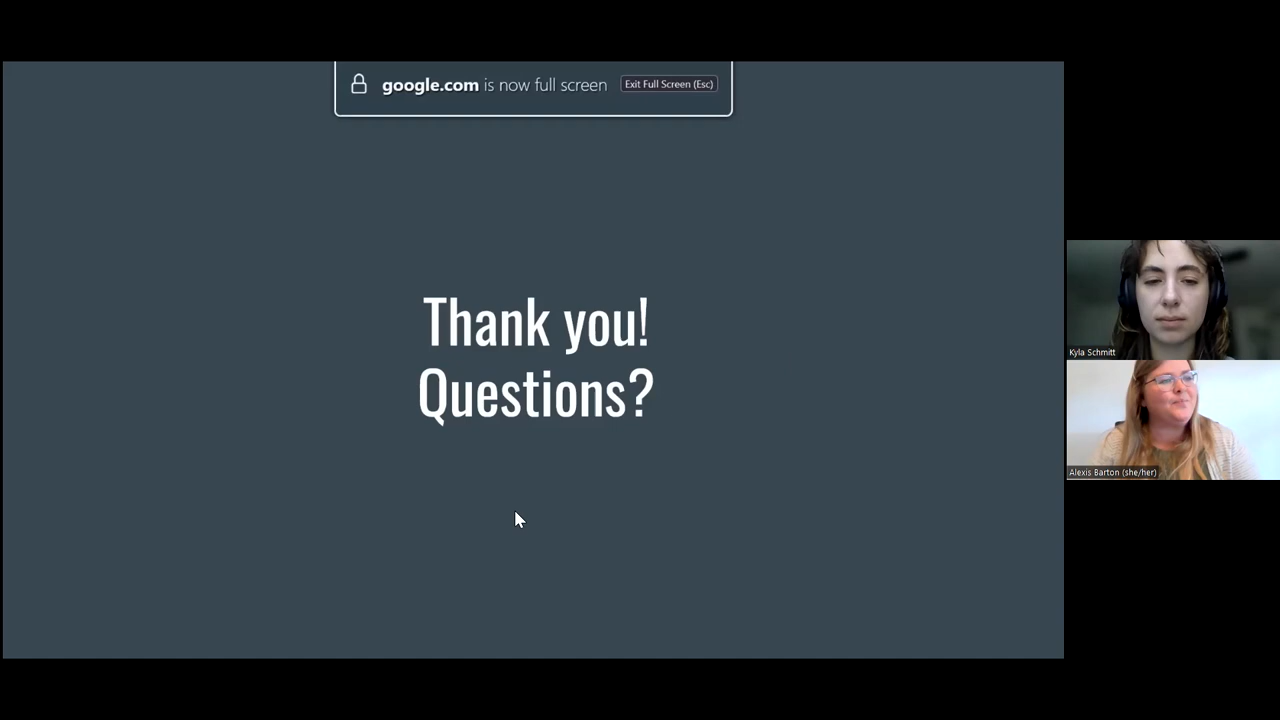 google.com is now full screen Exit Full Screen (Esc)
Thank you!
Questions?
Kyla Schmitt
Alexis Barton (she/her)